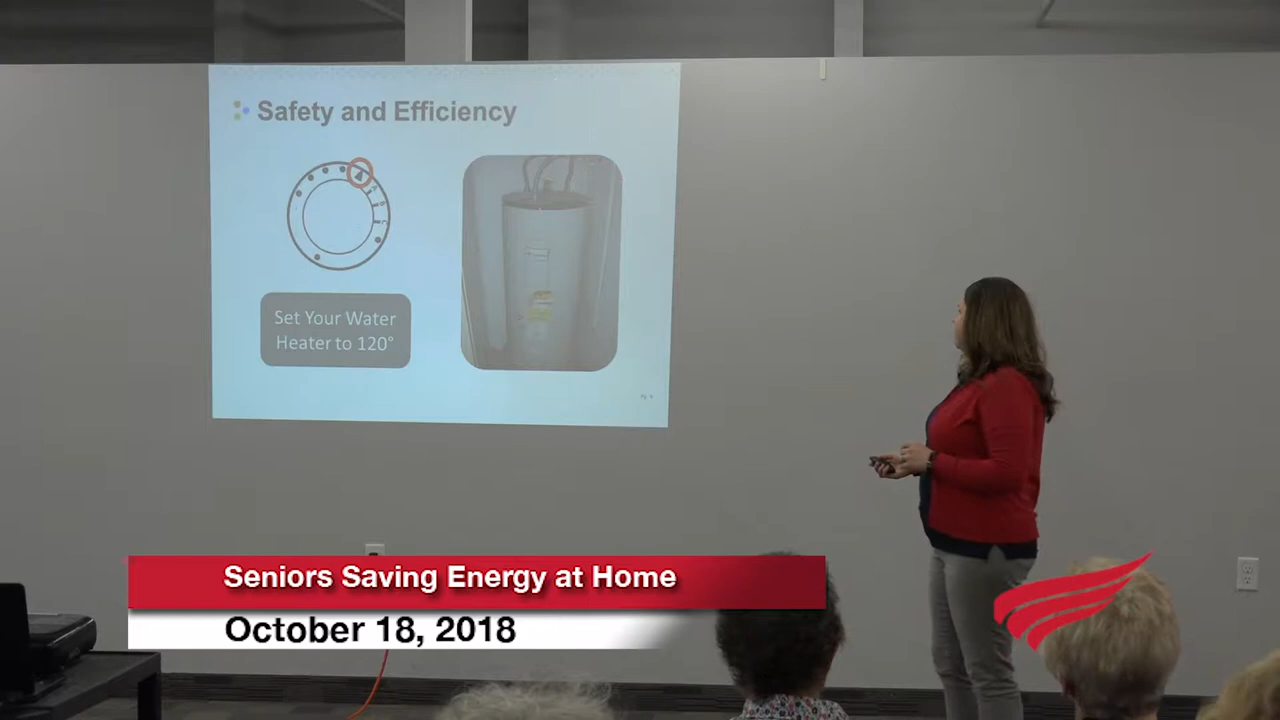 Safety and Efficiency
Set Your Water
Heater to 120°
Seniors Saving Energy at Home
October 18, 2018